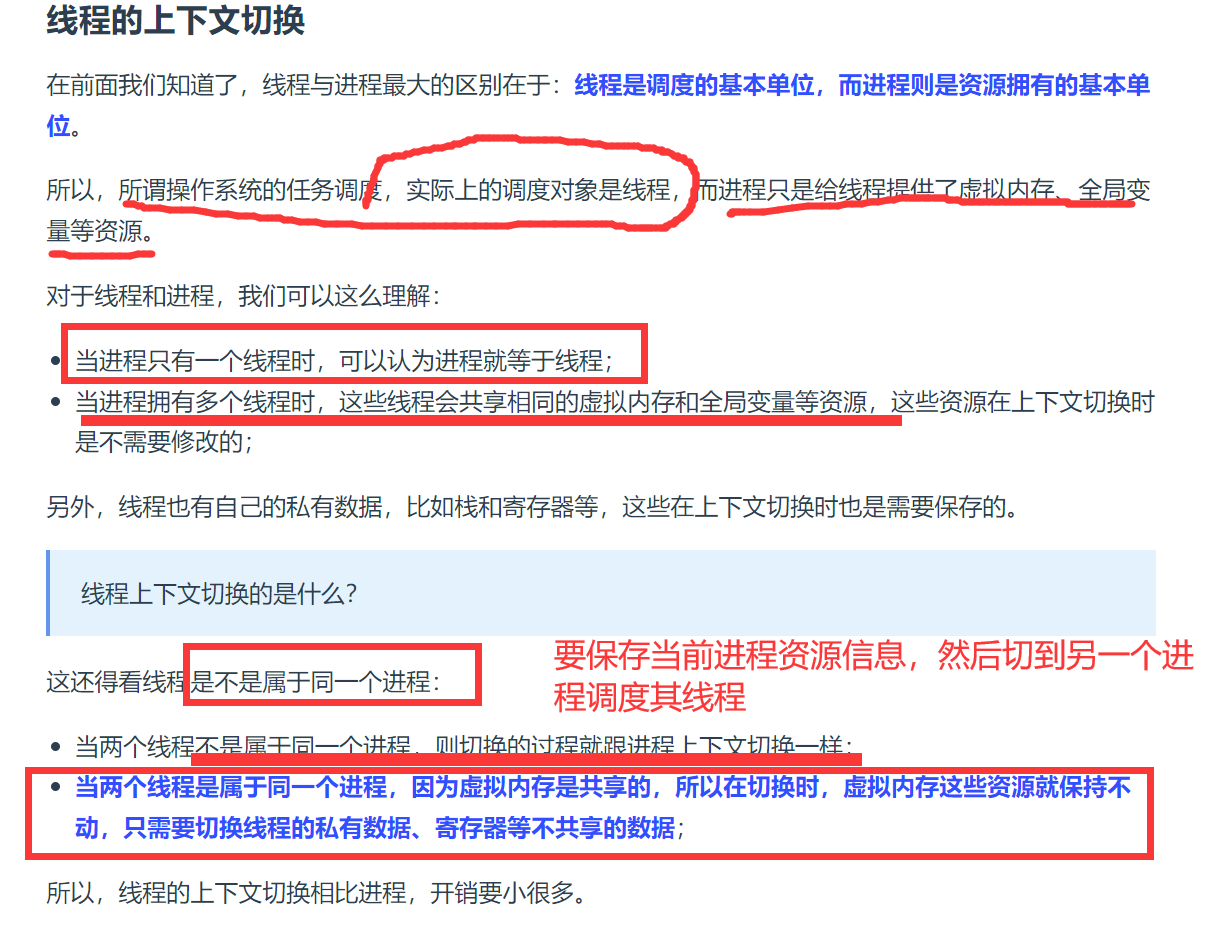 线程的上下文切换
在前面我们知道了，线程与进程最大的区别在于：线程是调度的基本单位，而进程则是资源拥有的基本单
位。
所以，所谓操作系统的任务调度，实际上的调度对象是线程，而进程只是给线程提供了虚拟内存、全局变
量等资源。
对于线程和进程，我们可以这么理解：
• 当进程只有一个线程时，可以认为进程就等于线程；
• 当进程拥有多个线程时，这些线程会共享相同的虚拟内存和全局变量等资源，这些资源在上下文切换时
是不需要修改的；
另外，线程也有自己的私有数据，比如栈和寄存器等，这些在上下文切换时也是需要保存的。
线程上下文切换的是什么？
这还得看线程是不是属于同一个进程：
要保存当前进程资源信息，然后切到另一个进
程调度其线程
• 当两个线程不是属于同一个进程，则切换的过程就跟进程上下文切换一样；
• 当两个线程是属于同一个进程，因为虚拟内存是共享的，所以在切换时，虚拟内存这些资源就保持不
动，只需要切换线程的私有数据、寄存器等不共享的数据；
所以，线程的上下文切换相比进程，开销要小很多。